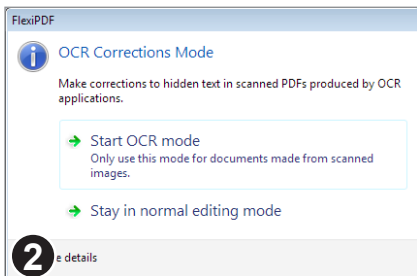 FlexiPDF
OCR Corrections Mode
Make corrections to hidden text in scanned PDFs produced by OCR
applications.
Start OCR mode
Only use this mode for documents made from scanned
images.
Stay in normal editing mode
2
details